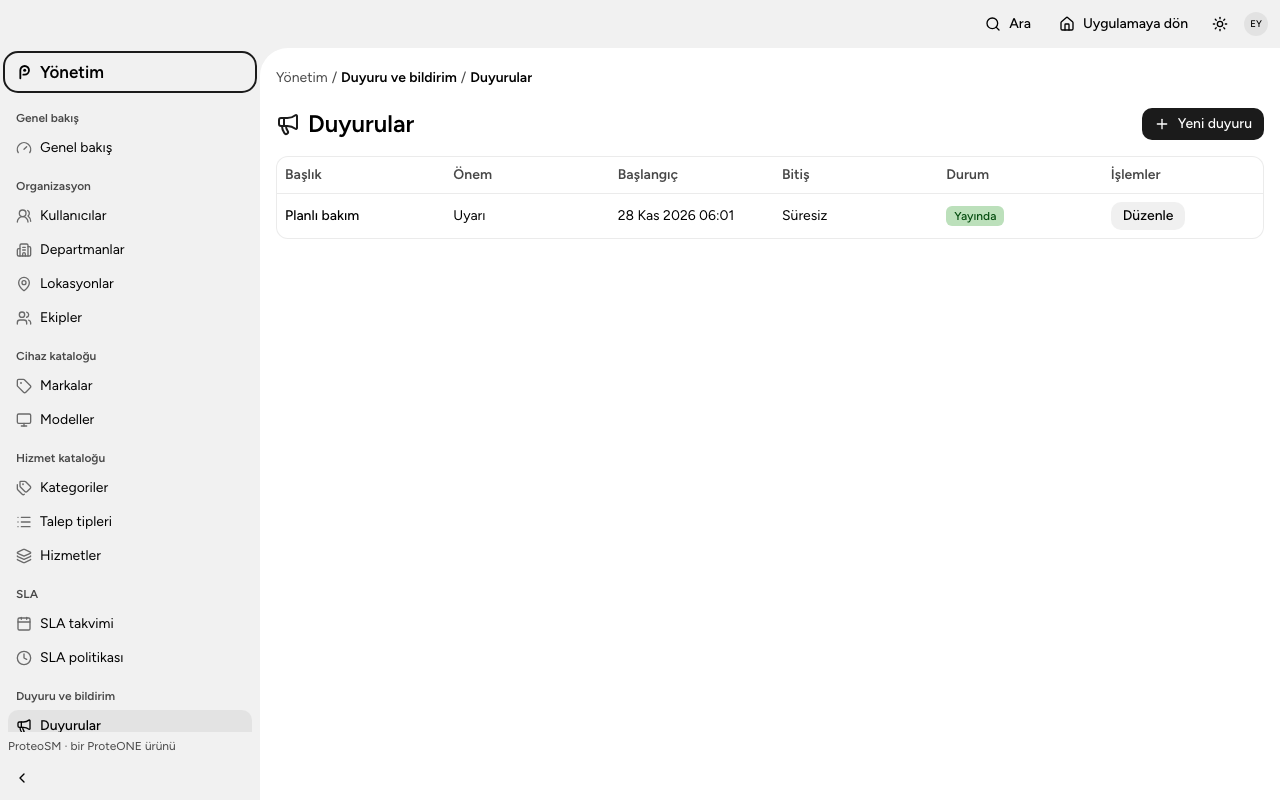 Ara
Uygulamaya dön
EY
Yönetim
Genel bakış
Genel bakış
Organizasyon
Kullanıcılar
Departmanlar
Lokasyonlar
Ekipler
Cihaz kataloğu
Markalar
Modeller
Hizmet kataloğu
Kategoriler
Talep tipleri
Hizmetler
SLA
SLA takvimi
SLA politikası
Duyuru ve bildirim
Duyurular
ProteoSM · bir ProteONE ürünü
Yönetim / Duyuru ve bildirim / Duyurular
Duyurular
Yeni duyuru
Başlık Önem Başlangıç Bitiş Durum İşlemler
Planlı bakım Uyarı 28 Kas 2026 06:01 Süresiz Yayında Düzenle